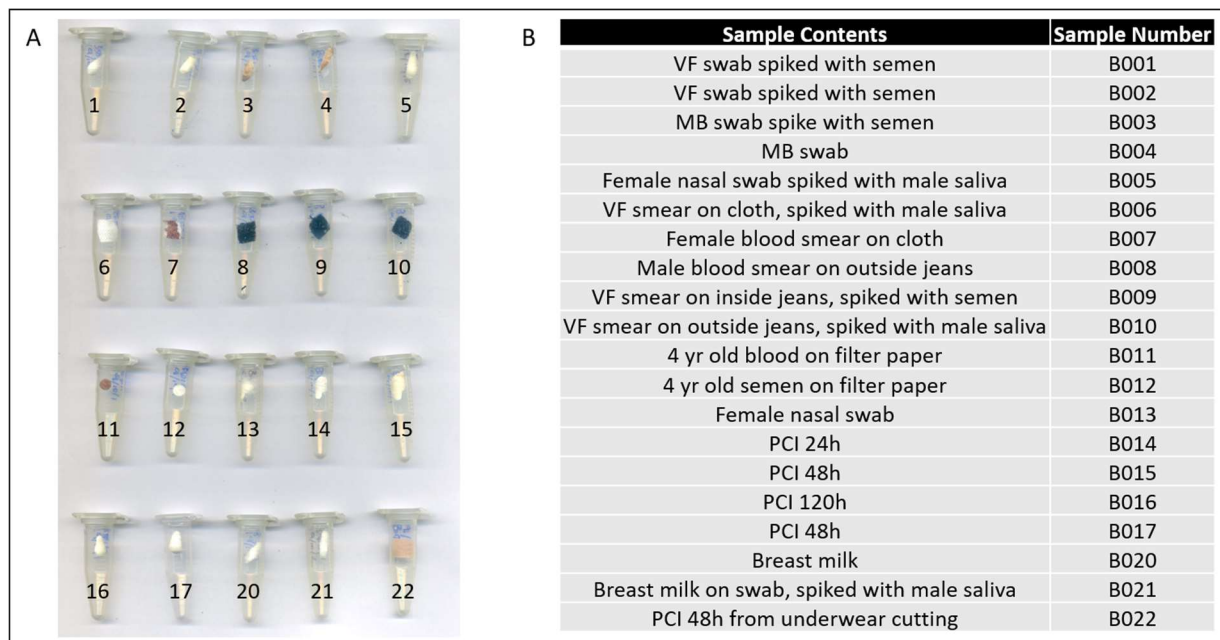 A
1 2 3 4 5
6 7 8 9 10
11 12 13 14 15
16 17 20 21 22
B
Sample Contents Sample Number
VF swab spiked with semen B001
VF swab spiked with semen B002
MB swab spike with semen B003
MB swab B004
Female nasal swab spiked with male saliva B005
VF smear on cloth, spiked with male saliva B006
Female blood smear on cloth B007
Male blood smear on outside jeans B008
VF smear on inside jeans, spiked with semen B009
VF smear on outside jeans, spiked with male saliva B010
4 yr old blood on filter paper B011
4 yr old semen on filter paper B012
Female nasal swab B013
PCI 24h B014
PCI 48h B015
PCI 120h B016
PCI 48h B017
Breast milk B020
Breast milk on swab, spiked with male saliva B021
PCI 48h from underwear cutting B022